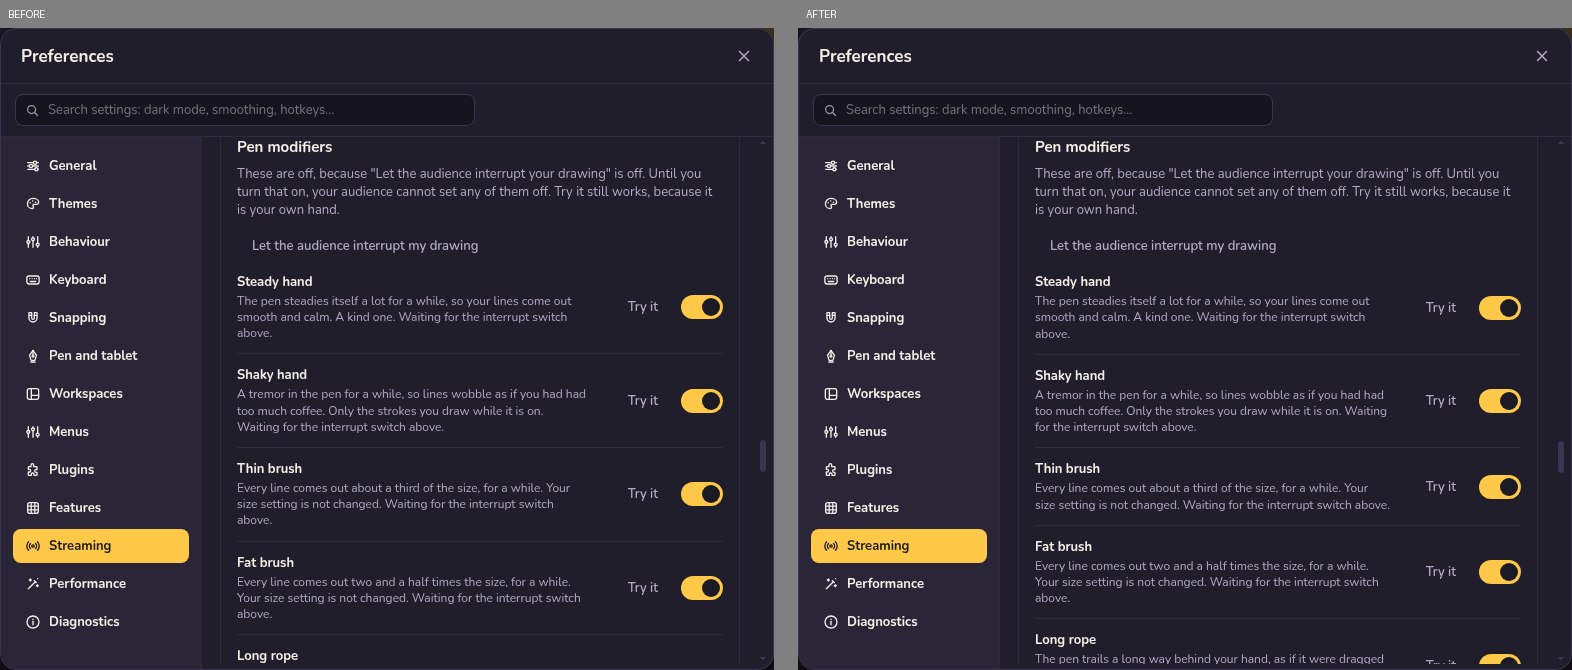 BEFORE
Preferences
Search settings: dark mode, smoothing, hotkeys...
General
Themes
Behaviour
Keyboard
Snapping
Pen and tablet
Workspaces
Menus
Plugins
Features
Streaming
Performance
Diagnostics
Pen modifiers
These are off, because "Let the audience interrupt your drawing" is off. Until you
turn that on, your audience cannot set any of them off. Try it still works, because it
is your own hand.
Let the audience interrupt my drawing
Steady hand
The pen steadies itself a lot for a while, so your lines come out
smooth and calm. A kind one. Waiting for the interrupt switch
above.
Try it
Shaky hand
A tremor in the pen for a while, so lines wobble as if you had had
too much coffee. Only the strokes you draw while it is on.
Waiting for the interrupt switch above.
Try it
Thin brush
Every line comes out about a third of the size, for a while. Your
size setting is not changed. Waiting for the interrupt switch
above.
Try it
Fat brush
Every line comes out two and a half times the size, for a while.
Your size setting is not changed. Waiting for the interrupt switch
above.
Try it
Long rope
AFTER
Preferences
Search settings: dark mode, smoothing, hotkeys...
General
Themes
Behaviour
Keyboard
Snapping
Pen and tablet
Workspaces
Menus
Plugins
Features
Streaming
Performance
Diagnostics
Pen modifiers
These are off, because "Let the audience interrupt your drawing" is off. Until you
turn that on, your audience cannot set any of them off. Try it still works, because it
is your own hand.
Let the audience interrupt my drawing
Steady hand
The pen steadies itself a lot for a while, so your lines come out
smooth and calm. A kind one. Waiting for the interrupt switch
above.
Try it
Shaky hand
A tremor in the pen for a while, so lines wobble as if you had had
too much coffee. Only the strokes you draw while it is on. Waiting
for the interrupt switch above.
Try it
Thin brush
Every line comes out about a third of the size, for a while. Your
size setting is not changed. Waiting for the interrupt switch above.
Try it
Fat brush
Every line comes out two and a half times the size, for a while.
Your size setting is not changed. Waiting for the interrupt switch
above.
Try it
Long rope
The pen trails a long way behind your hand, as if it were dragged
Try it